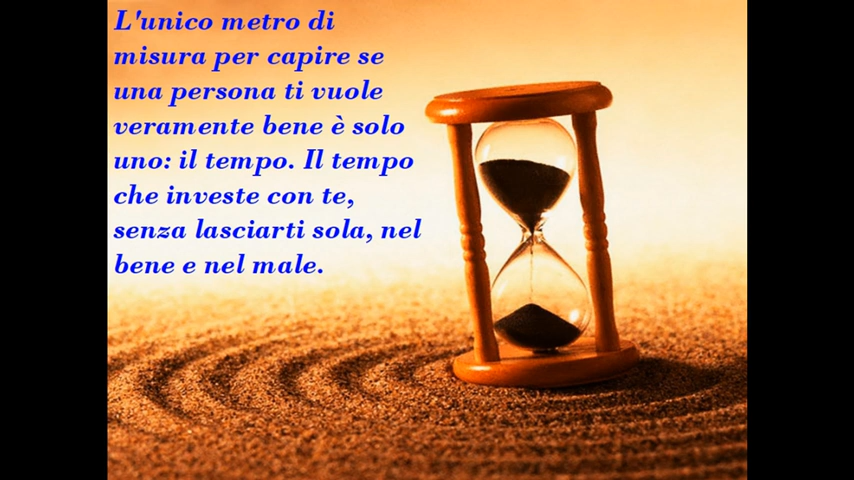 L'unico metro di
misura per capire se
una persona ti vuole
veramente bene è solo
uno: il tempo. Il tempo
che investe con te,
senza lasciarti sola, nel
bene e nel male.